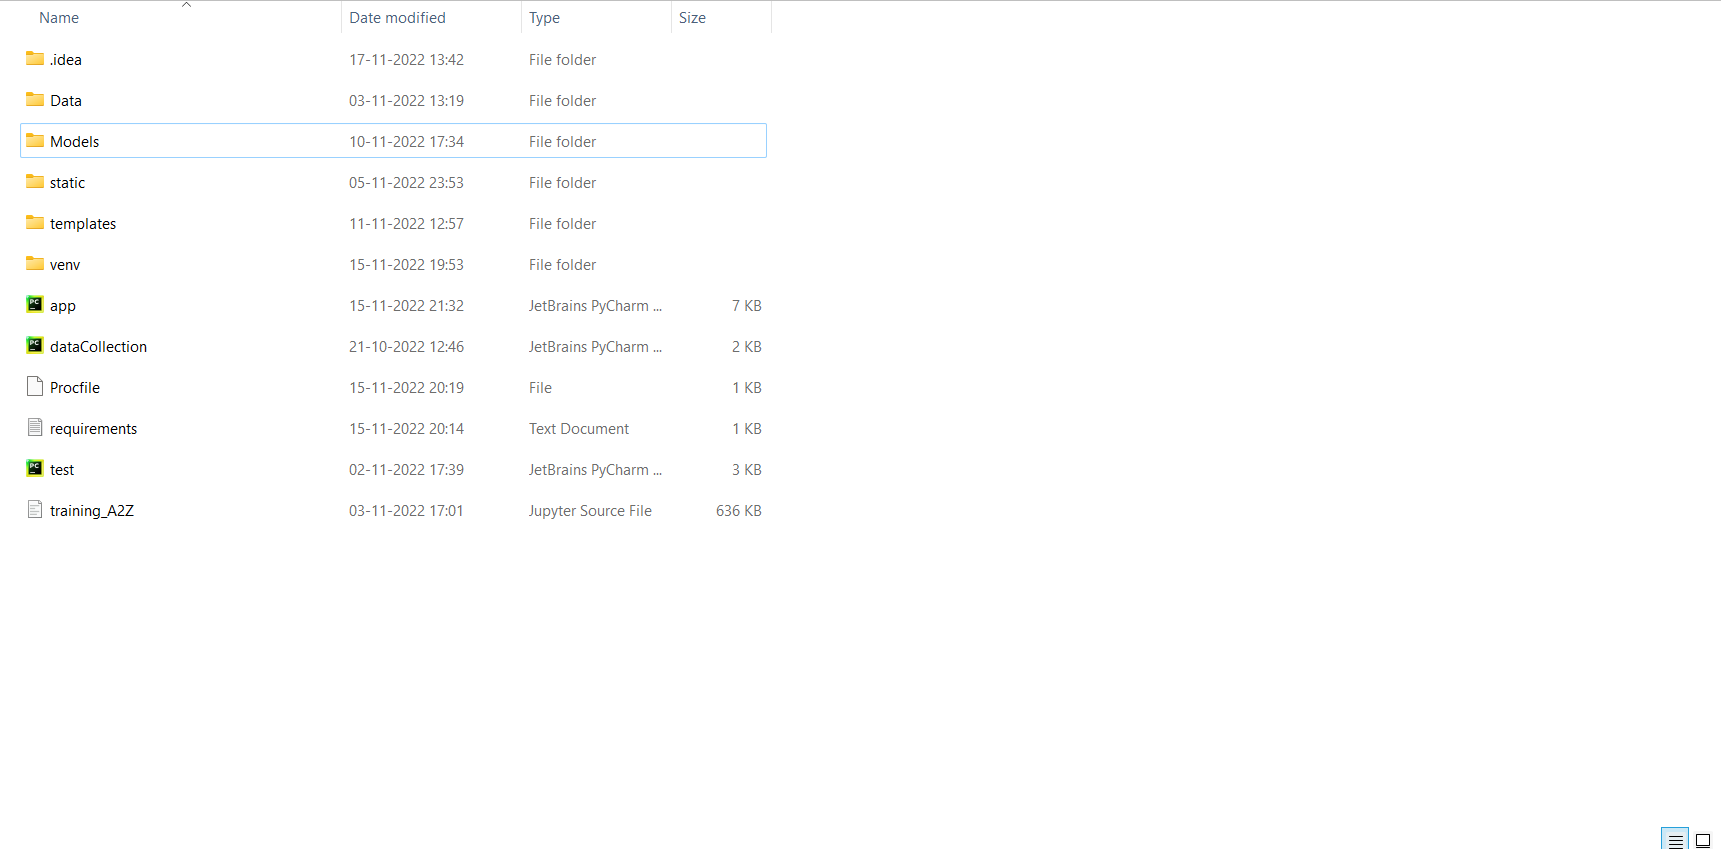 Name Date modified Type Size
.idea 17-11-2022 13:42 File folder
Data 03-11-2022 13:19 File folder
Models 10-11-2022 17:34 File folder
static 05-11-2022 23:53 File folder
templates 11-11-2022 12:57 File folder
venv 15-11-2022 19:53 File folder
app 15-11-2022 21:32 JetBrains PyCharm ... 7 KB
dataCollection 21-10-2022 12:46 JetBrains PyCharm ... 2 KB
Procfile 15-11-2022 20:19 File 1 KB
requirements 15-11-2022 20:14 Text Document 1 KB
test 02-11-2022 17:39 JetBrains PyCharm ... 3 KB
training_A2Z 03-11-2022 17:01 Jupyter Source File 636 KB